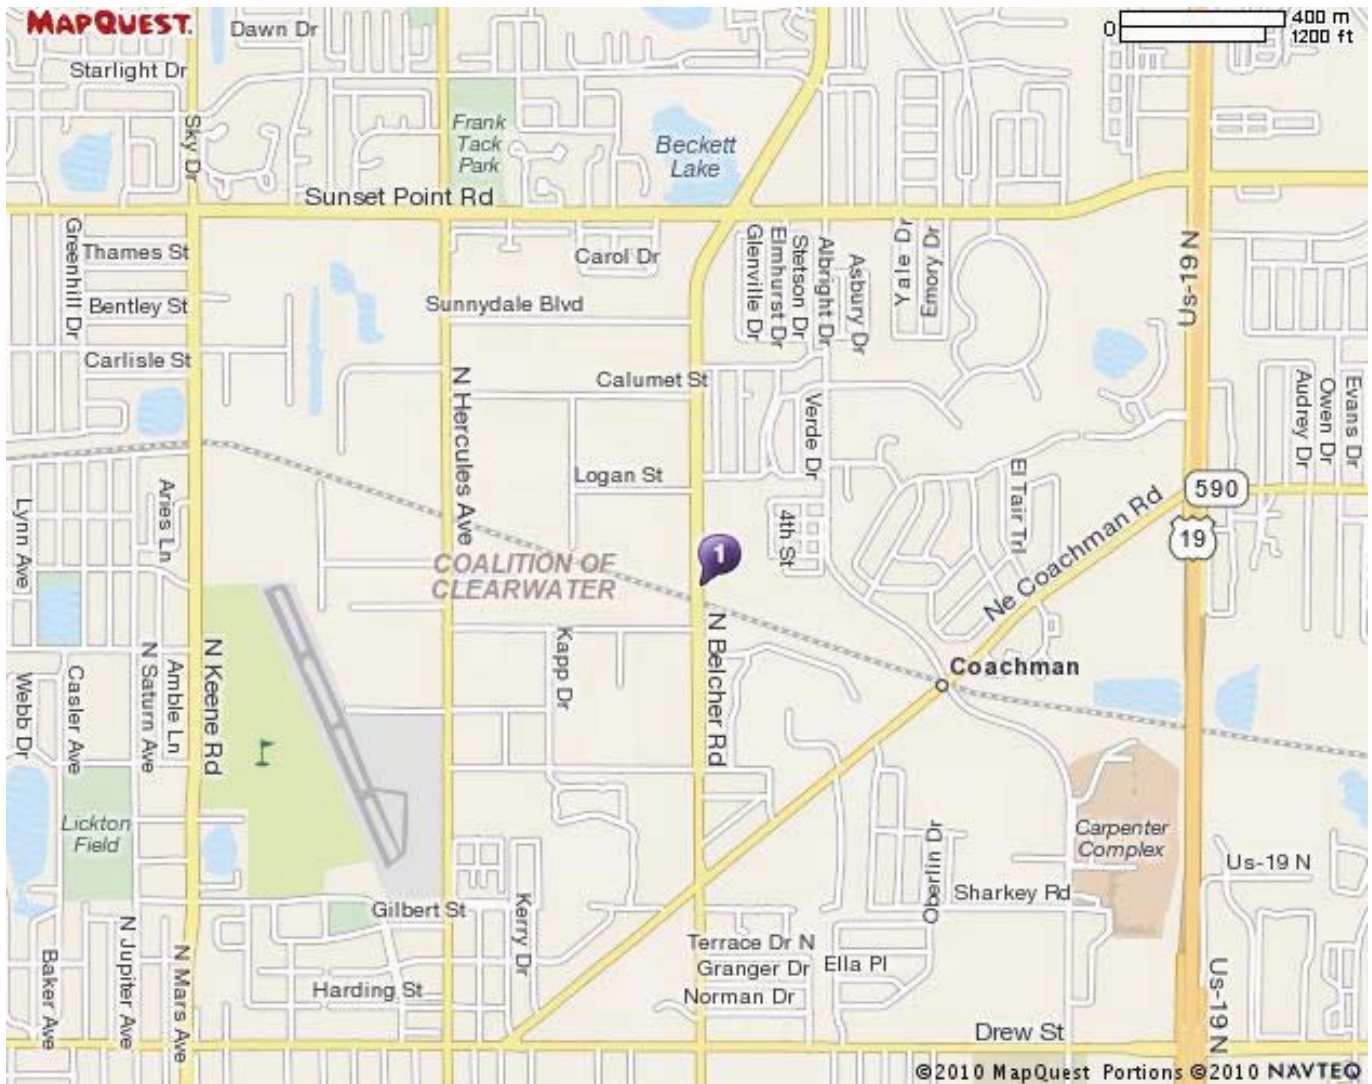 MAPQUEST.
Dawn Dr
0
400 m
1200 ft
Starlight Dr
Sky Dr
Frank
Tack
Park
Beckett
Lake
Sunset Point Rd
Greenhill Dr
Thames St
Carol Dr
Glenville Dr
Elmhurst Dr
Stetson Dr
Albright Dr
Asbury Dr
Yale Dr
Emory Dr
Us-19 N
Bentley St
Sunnydale Blvd
Carlisle St
Calumet St
N Hercules Ave
Verde Dr
Audrey Dr
Owen Dr
Evans Dr
Lynn Ave
Aries Ln
Logan St
4th St
El Tair Trl
590
19
Ne Coachman Rd
1
COALITION OF
CLEARWATER
Webb Dr
Casler Ave
N Saturn Ave
Amble Ln
N Keene Rd
Kapp Dr
N Belcher Rd
Coachman
Lickton
Field
Carpenter
Complex
Us-19 N
Oberlin Dr
Sharkey Rd
Gilbert St
Kerry Dr
Baker Ave
N Jupiter Ave
N Mars Ave
Terrace Dr N
Granger Dr
Ella Pl
Harding St
Norman Dr
Us-19 N
Drew St
©2010 MapQuest Portions ©2010 NAVTEQ